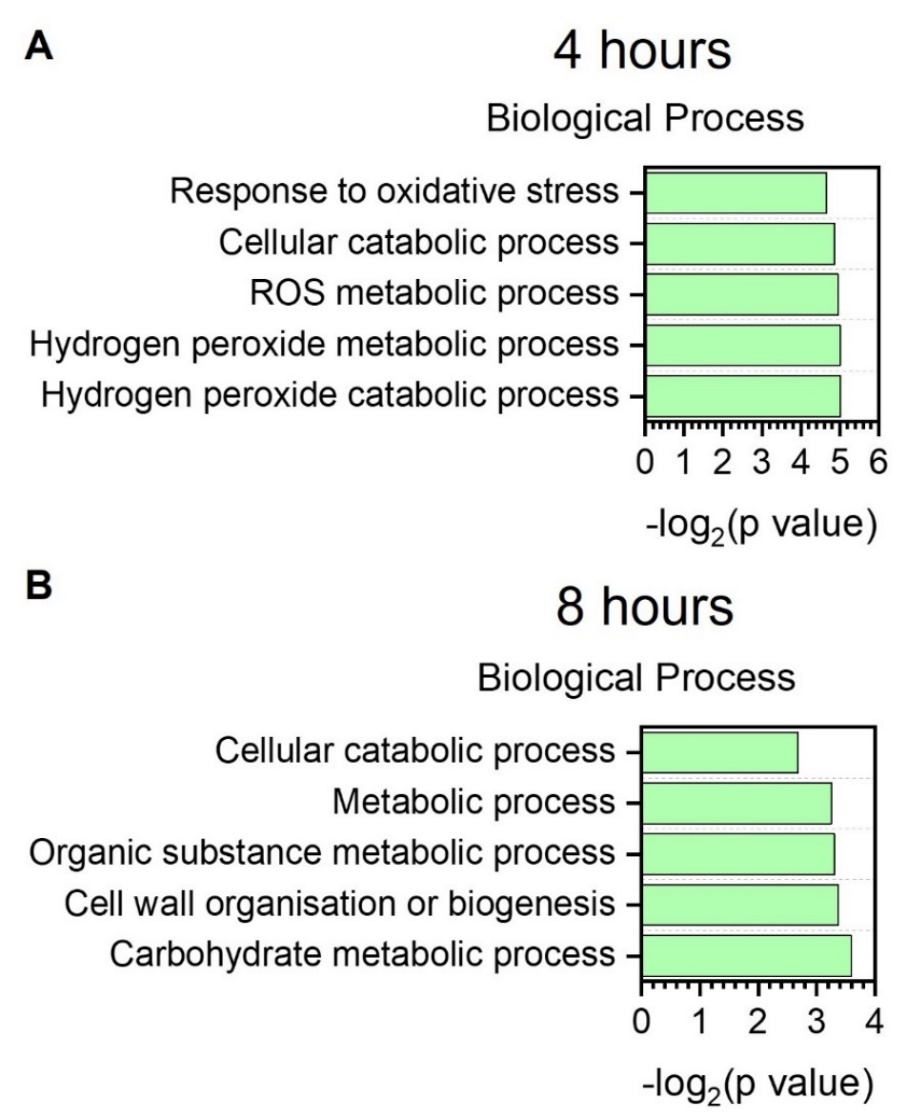 A
4 hours
Biological Process
Response to oxidative stress
Cellular catabolic process
ROS metabolic process
Hydrogen peroxide metabolic process
Hydrogen peroxide catabolic process
0 1 2 3 4 5 6
-log₂(p value)
B
8 hours
Biological Process
Cellular catabolic process
Metabolic process
Organic substance metabolic process
Cell wall organisation or biogenesis
Carbohydrate metabolic process
0 1 2 3 4
-log₂(p value)